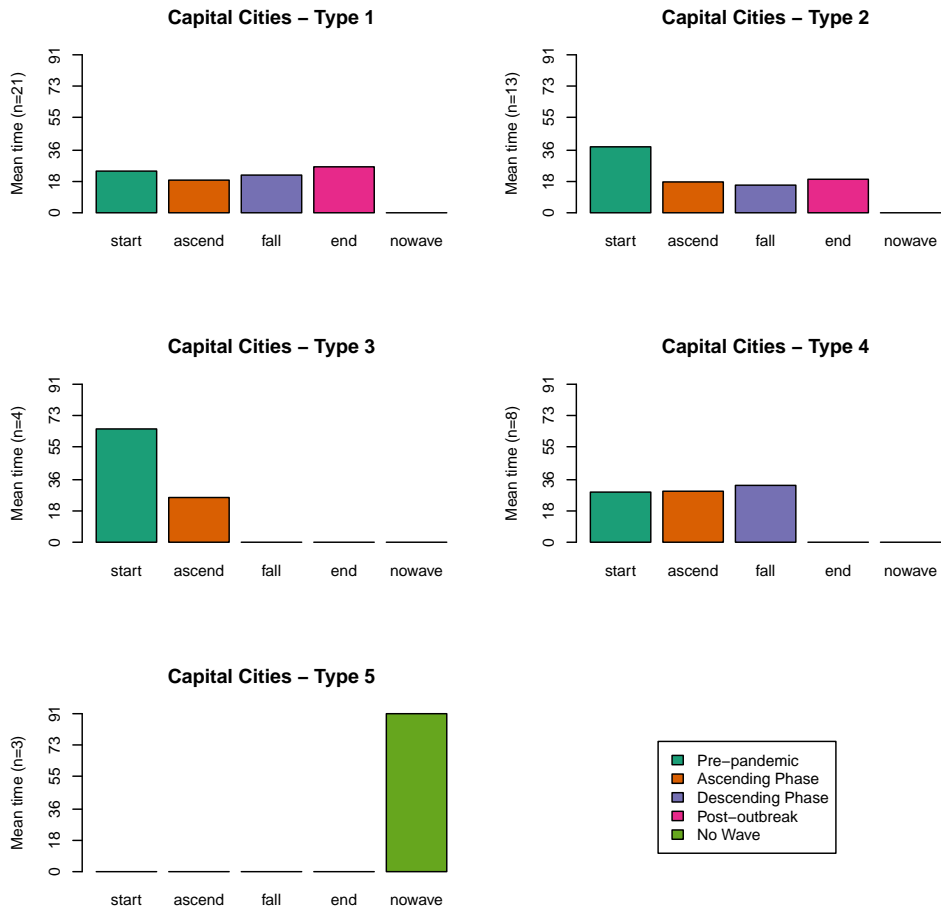 Capital Cities − Type 1
Mean time (n=21)
0 18 36 55 73 91
start ascend fall end nowave
Capital Cities − Type 2
Mean time (n=13)
0 18 36 55 73 91
start ascend fall end nowave
Capital Cities − Type 3
Mean time (n=4)
0 18 36 55 73 91
start ascend fall end nowave
Capital Cities − Type 4
Mean time (n=8)
0 18 36 55 73 91
start ascend fall end nowave
Capital Cities − Type 5
Mean time (n=3)
0 18 36 55 73 91
start ascend fall end nowave
Pre−pandemic
Ascending Phase
Descending Phase
Post−outbreak
No Wave